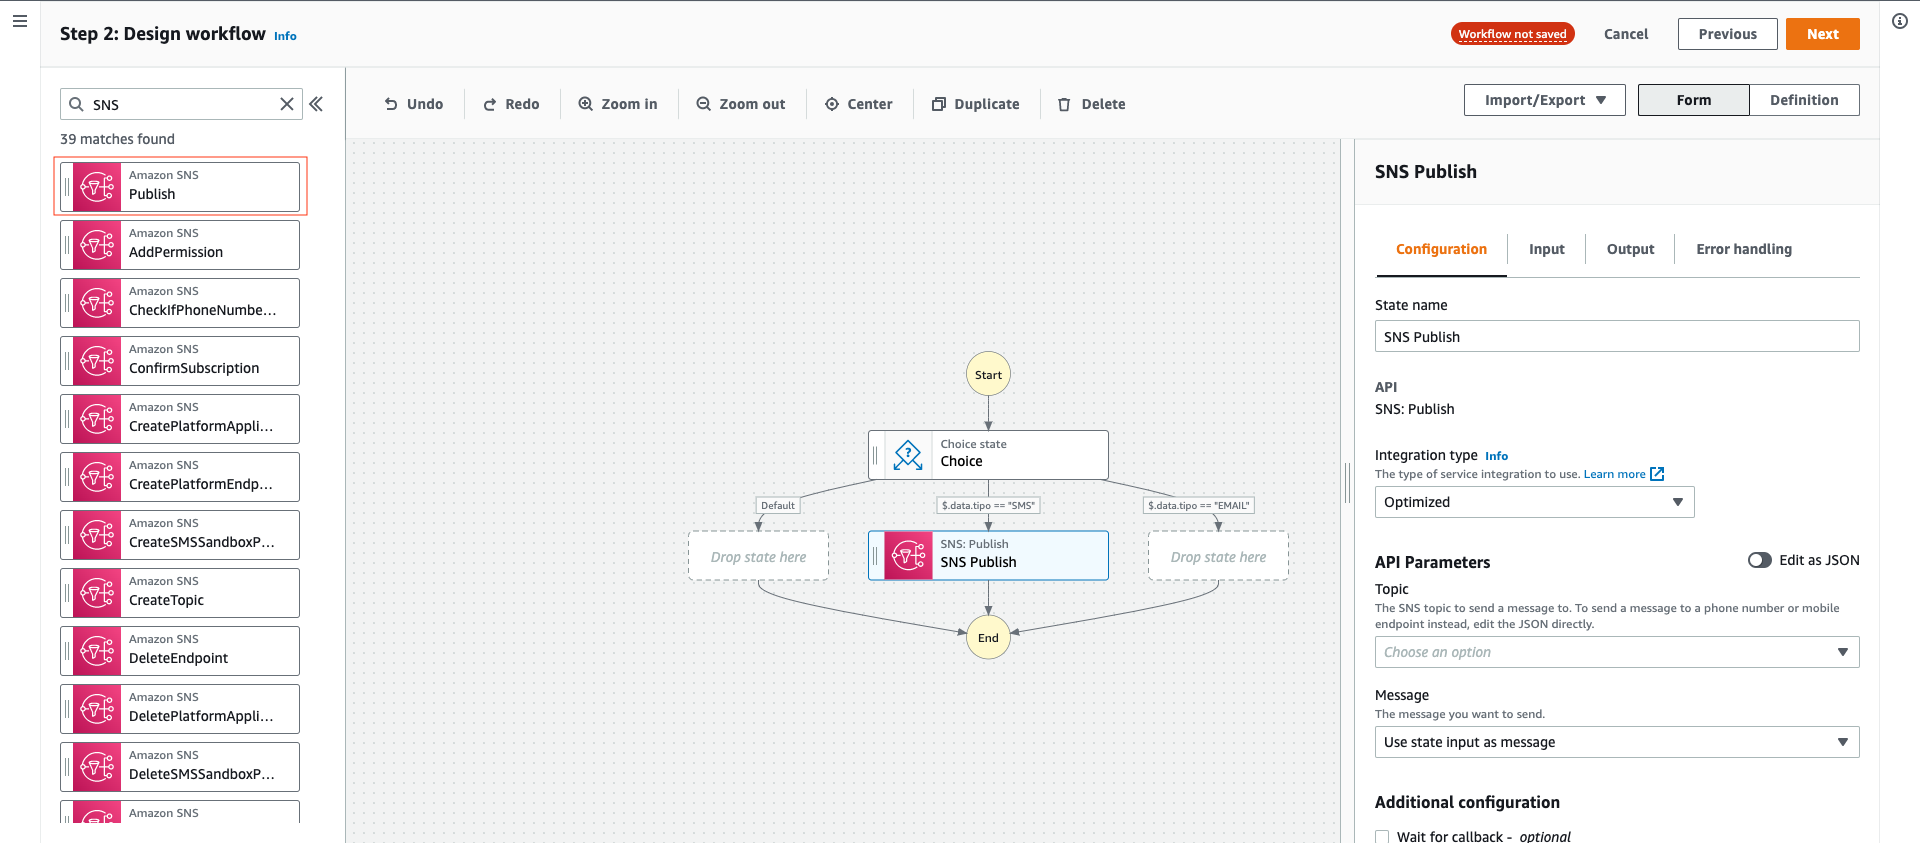 Step 2: Design workflow Info
Workflow not saved
Cancel
Previous
Next
SNS
39 matches found
Amazon SNS
Publish
Amazon SNS
AddPermission
Amazon SNS
CheckIfPhoneNumbe...
Amazon SNS
ConfirmSubscription
Amazon SNS
CreatePlatformAppli...
Amazon SNS
CreatePlatformEndp...
Amazon SNS
CreateSMSSandboxP...
Amazon SNS
CreateTopic
Amazon SNS
DeleteEndpoint
Amazon SNS
DeletePlatformAppli...
Amazon SNS
DeleteSMSSandboxP...
Amazon SNS
Undo
Redo
Zoom in
Zoom out
Center
Duplicate
Delete
Import/Export
Form
Definition
Start
Choice state
Choice
Default
$.data.tipo == "SMS"
$.data.tipo == "EMAIL"
Drop state here
SNS: Publish
SNS Publish
Drop state here
End
SNS Publish
Configuration
Input
Output
Error handling
State name
SNS Publish
API
SNS: Publish
Integration type Info
The type of service integration to use. Learn more
Optimized
API Parameters
Edit as JSON
Topic
The SNS topic to send a message to. To send a message to a phone number or mobile
endpoint instead, edit the JSON directly.
Choose an option
Message
The message you want to send.
Use state input as message
Additional configuration
Wait for callback - optional